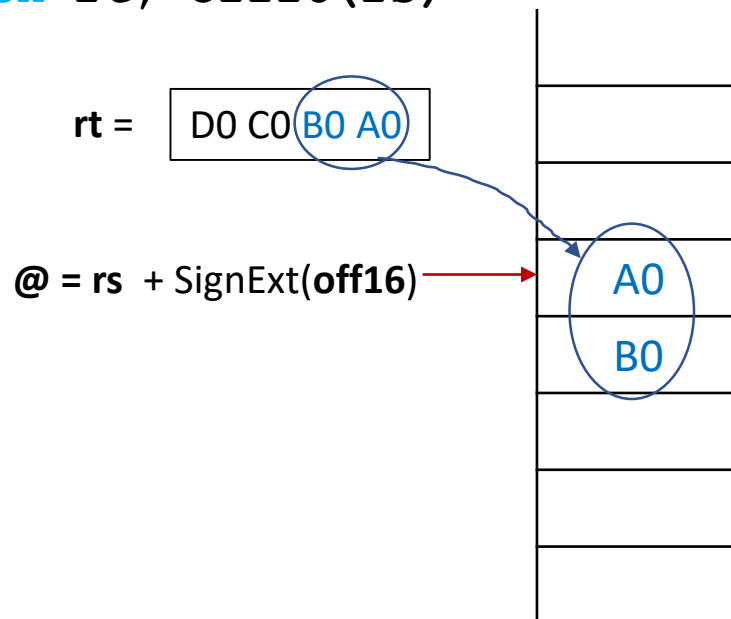 rt = D0 C0 B0 A0
@ = rs + SignExt(off16)
A0
B0